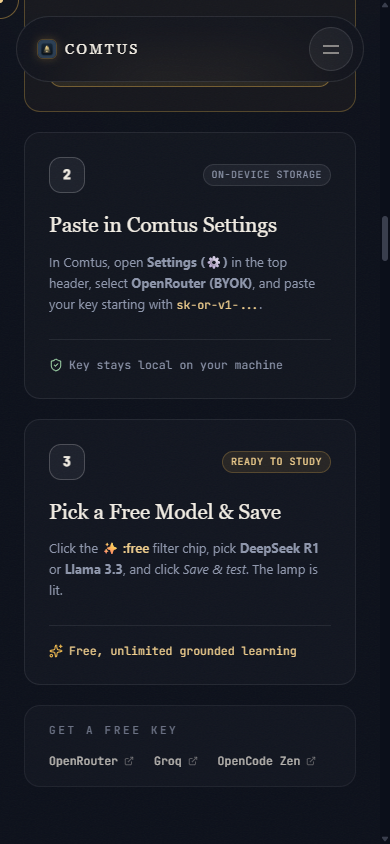 COMTUS
2
ON-DEVICE STORAGE
Paste in Comtus Settings
In Comtus, open Settings (⚙️) in the top
header, select OpenRouter (BYOK), and paste
your key starting with sk-or-v1-....
Key stays local on your machine
3
READY TO STUDY
Pick a Free Model & Save
Click the ✨ :free filter chip, pick DeepSeek R1
or Llama 3.3, and click Save & test. The lamp is
lit.
Free, unlimited grounded learning
GET A FREE KEY
OpenRouter Groq OpenCode Zen